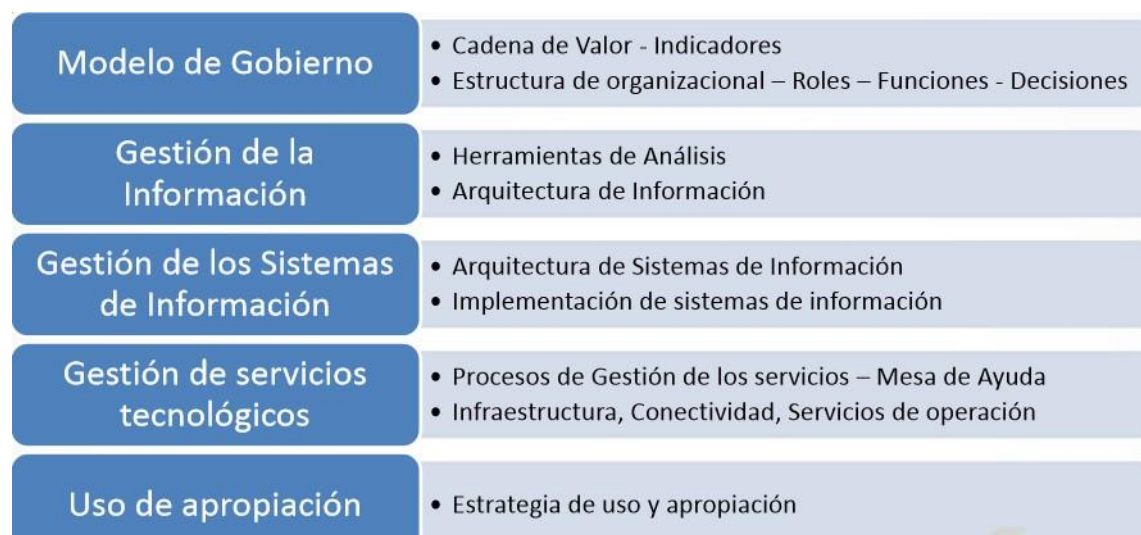 Modelo de Gobierno
• Cadena de Valor - Indicadores
• Estructura de organizacional – Roles – Funciones - Decisiones
Gestión de la
Información
• Herramientas de Análisis
• Arquitectura de Información
Gestión de los Sistemas
de Información
• Arquitectura de Sistemas de Información
• Implementación de sistemas de información
Gestión de servicios
tecnológicos
• Procesos de Gestión de los servicios – Mesa de Ayuda
• Infraestructura, Conectividad, Servicios de operación
Uso de apropiación
• Estrategia de uso y apropiación